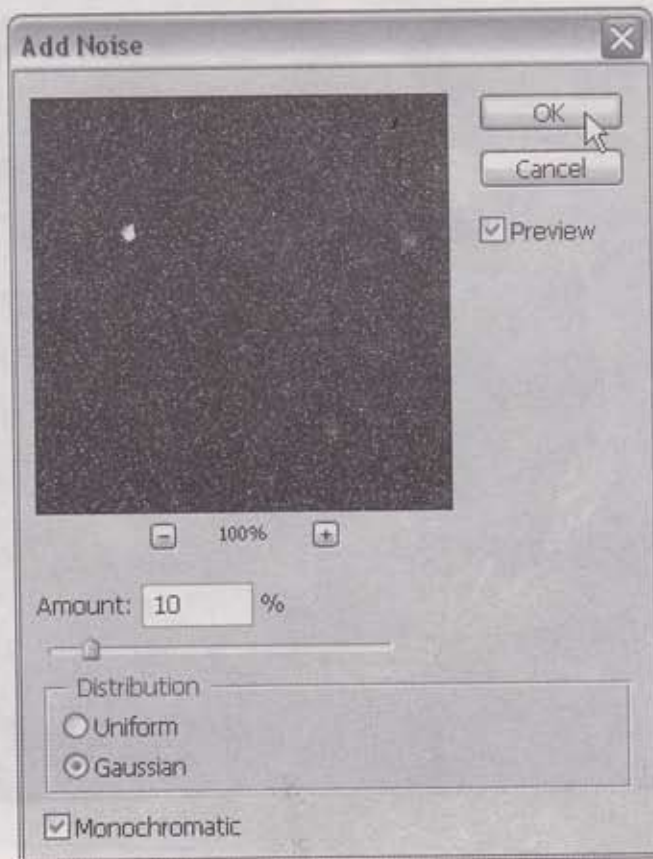 Add Noise
OK
Cancel
Preview
100%
Amount: 10 %
Distribution
Uniform
Gaussian
Monochromatic